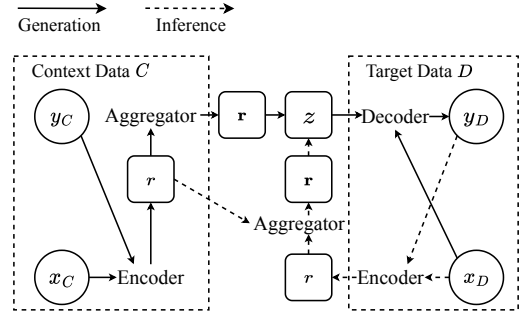 Generation Inference
Context Data C Target Data D
y_C Aggregator r z Decoder y_D
r r
Aggregator
x_C Encoder r Encoder x_D